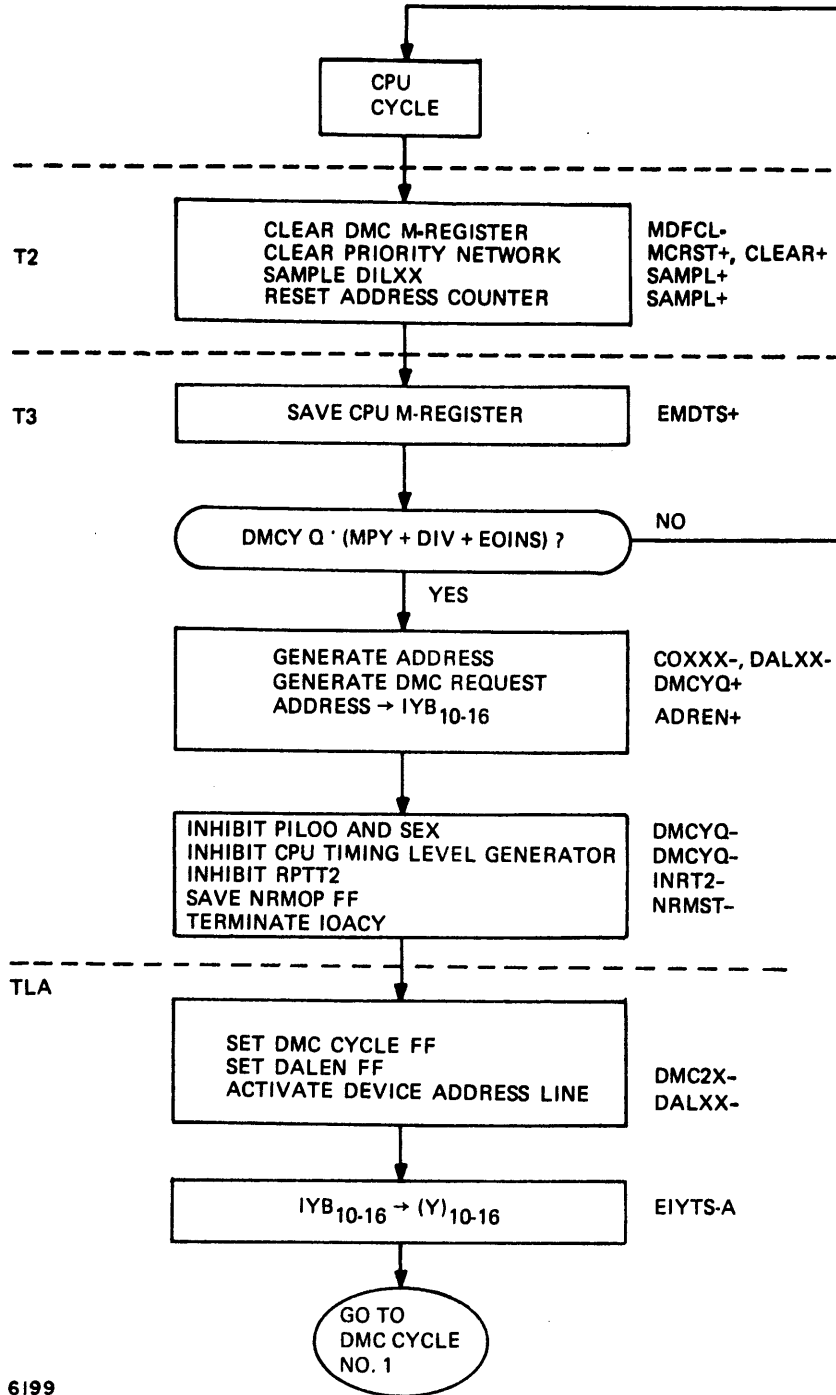 CPU
CYCLE
T2
CLEAR DMC M-REGISTER MDFCL-
CLEAR PRIORITY NETWORK MCRST+, CLEAR+
SAMPLE DILXX SAMPL+
RESET ADDRESS COUNTER SAMPL+
T3
SAVE CPU M-REGISTER EMDTS+
DMCY Q ' (MPY + DIV + EOINS) ?
NO
YES
GENERATE ADDRESS COXXX-, DALXX-
GENERATE DMC REQUEST DMCYQ+
ADDRESS → IYB10-16 ADREN+
INHIBIT PILOO AND SEX DMCYQ-
INHIBIT CPU TIMING LEVEL GENERATOR DMCYQ-
INHIBIT RPTT2 INRT2-
SAVE NRMOP FF NRMST-
TERMINATE IOACY
TLA
SET DMC CYCLE FF
SET DALEN FF DMC2X-
ACTIVATE DEVICE ADDRESS LINE DALXX-
IYB10-16 → (Y)10-16 EIYTS-A
GO TO
DMC CYCLE
NO. 1
6199